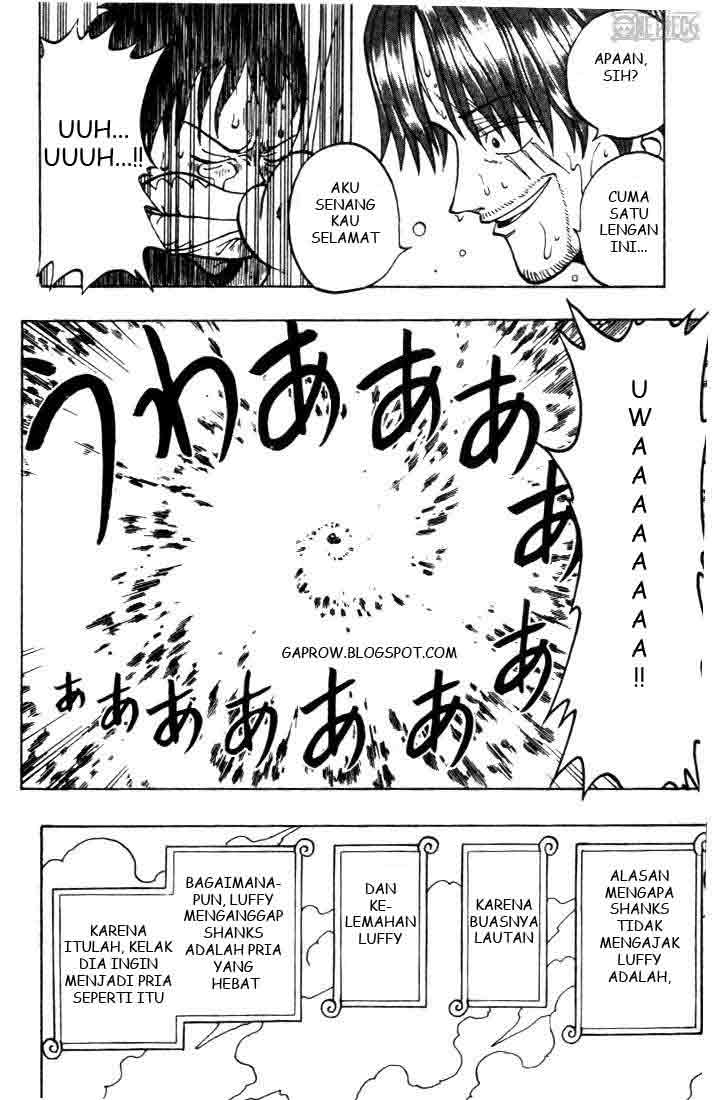 ONE PIECE
APAAN,
SIH?
CUMA
SATU
LENGAN
INI...
AKU
SENANG
KAU
SELAMAT
UUH...
UUUH...!!
UWAAAAAAAAA!!
うわああああああああああああ
GAPROW.BLOGSPOT.COM
ALASAN
MENGAPA
SHANKS
TIDAK
MENGAJAK
LUFFY
ADALAH,
KARENA
BUASNYA
LAUTAN
DAN
KE-
LEMAHAN
LUFFY
BAGAIMANA-
PUN, LUFFY
MENGANGGAP
SHANKS
ADALAH PRIA
YANG
HEBAT
KARENA
ITULAH, KELAK
DIA INGIN
MENJADI PRIA
SEPERTI ITU